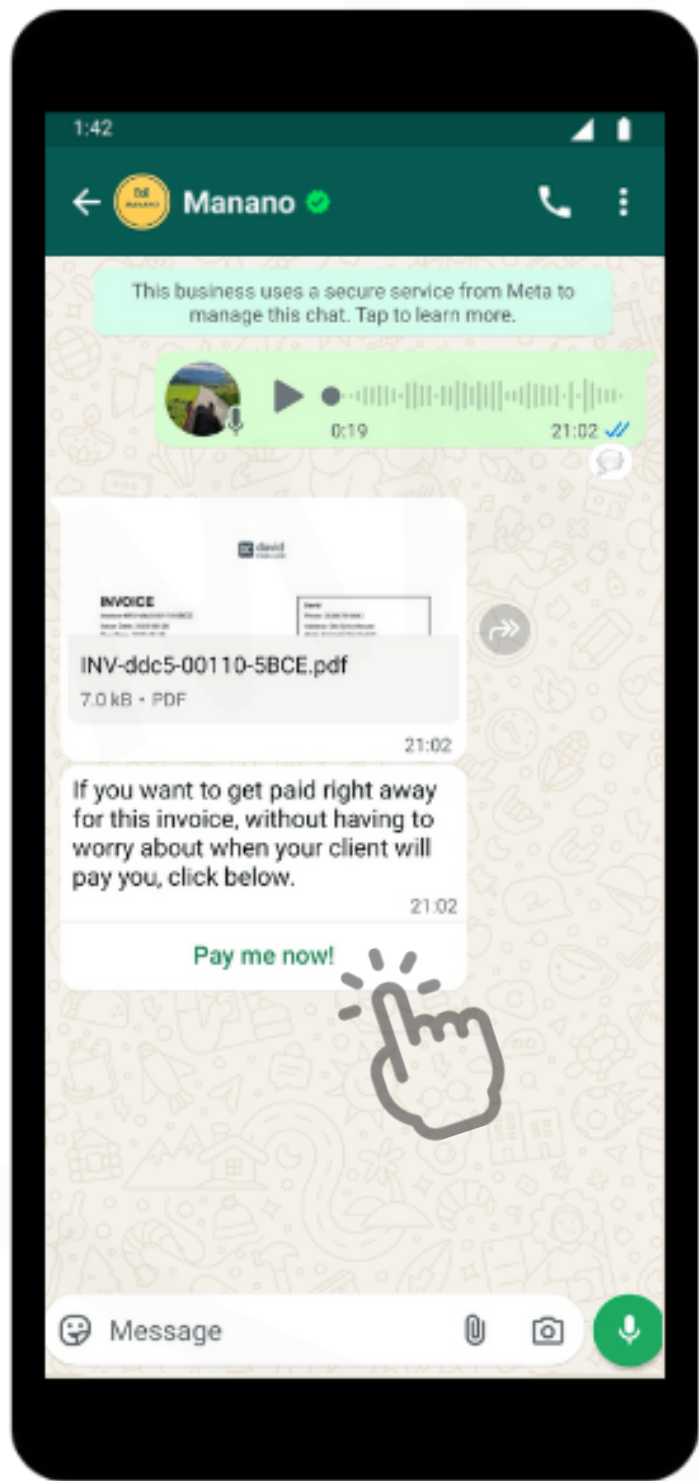 1:42
Manano
This business uses a secure service from Meta to
manage this chat. Tap to learn more.
0:19
21:02
david
INVOICE
INV-ddc5-00110-5BCE.pdf
7.0 kB • PDF
21:02
If you want to get paid right away
for this invoice, without having to
worry about when your client will
pay you, click below.
21:02
Pay me now!
Message